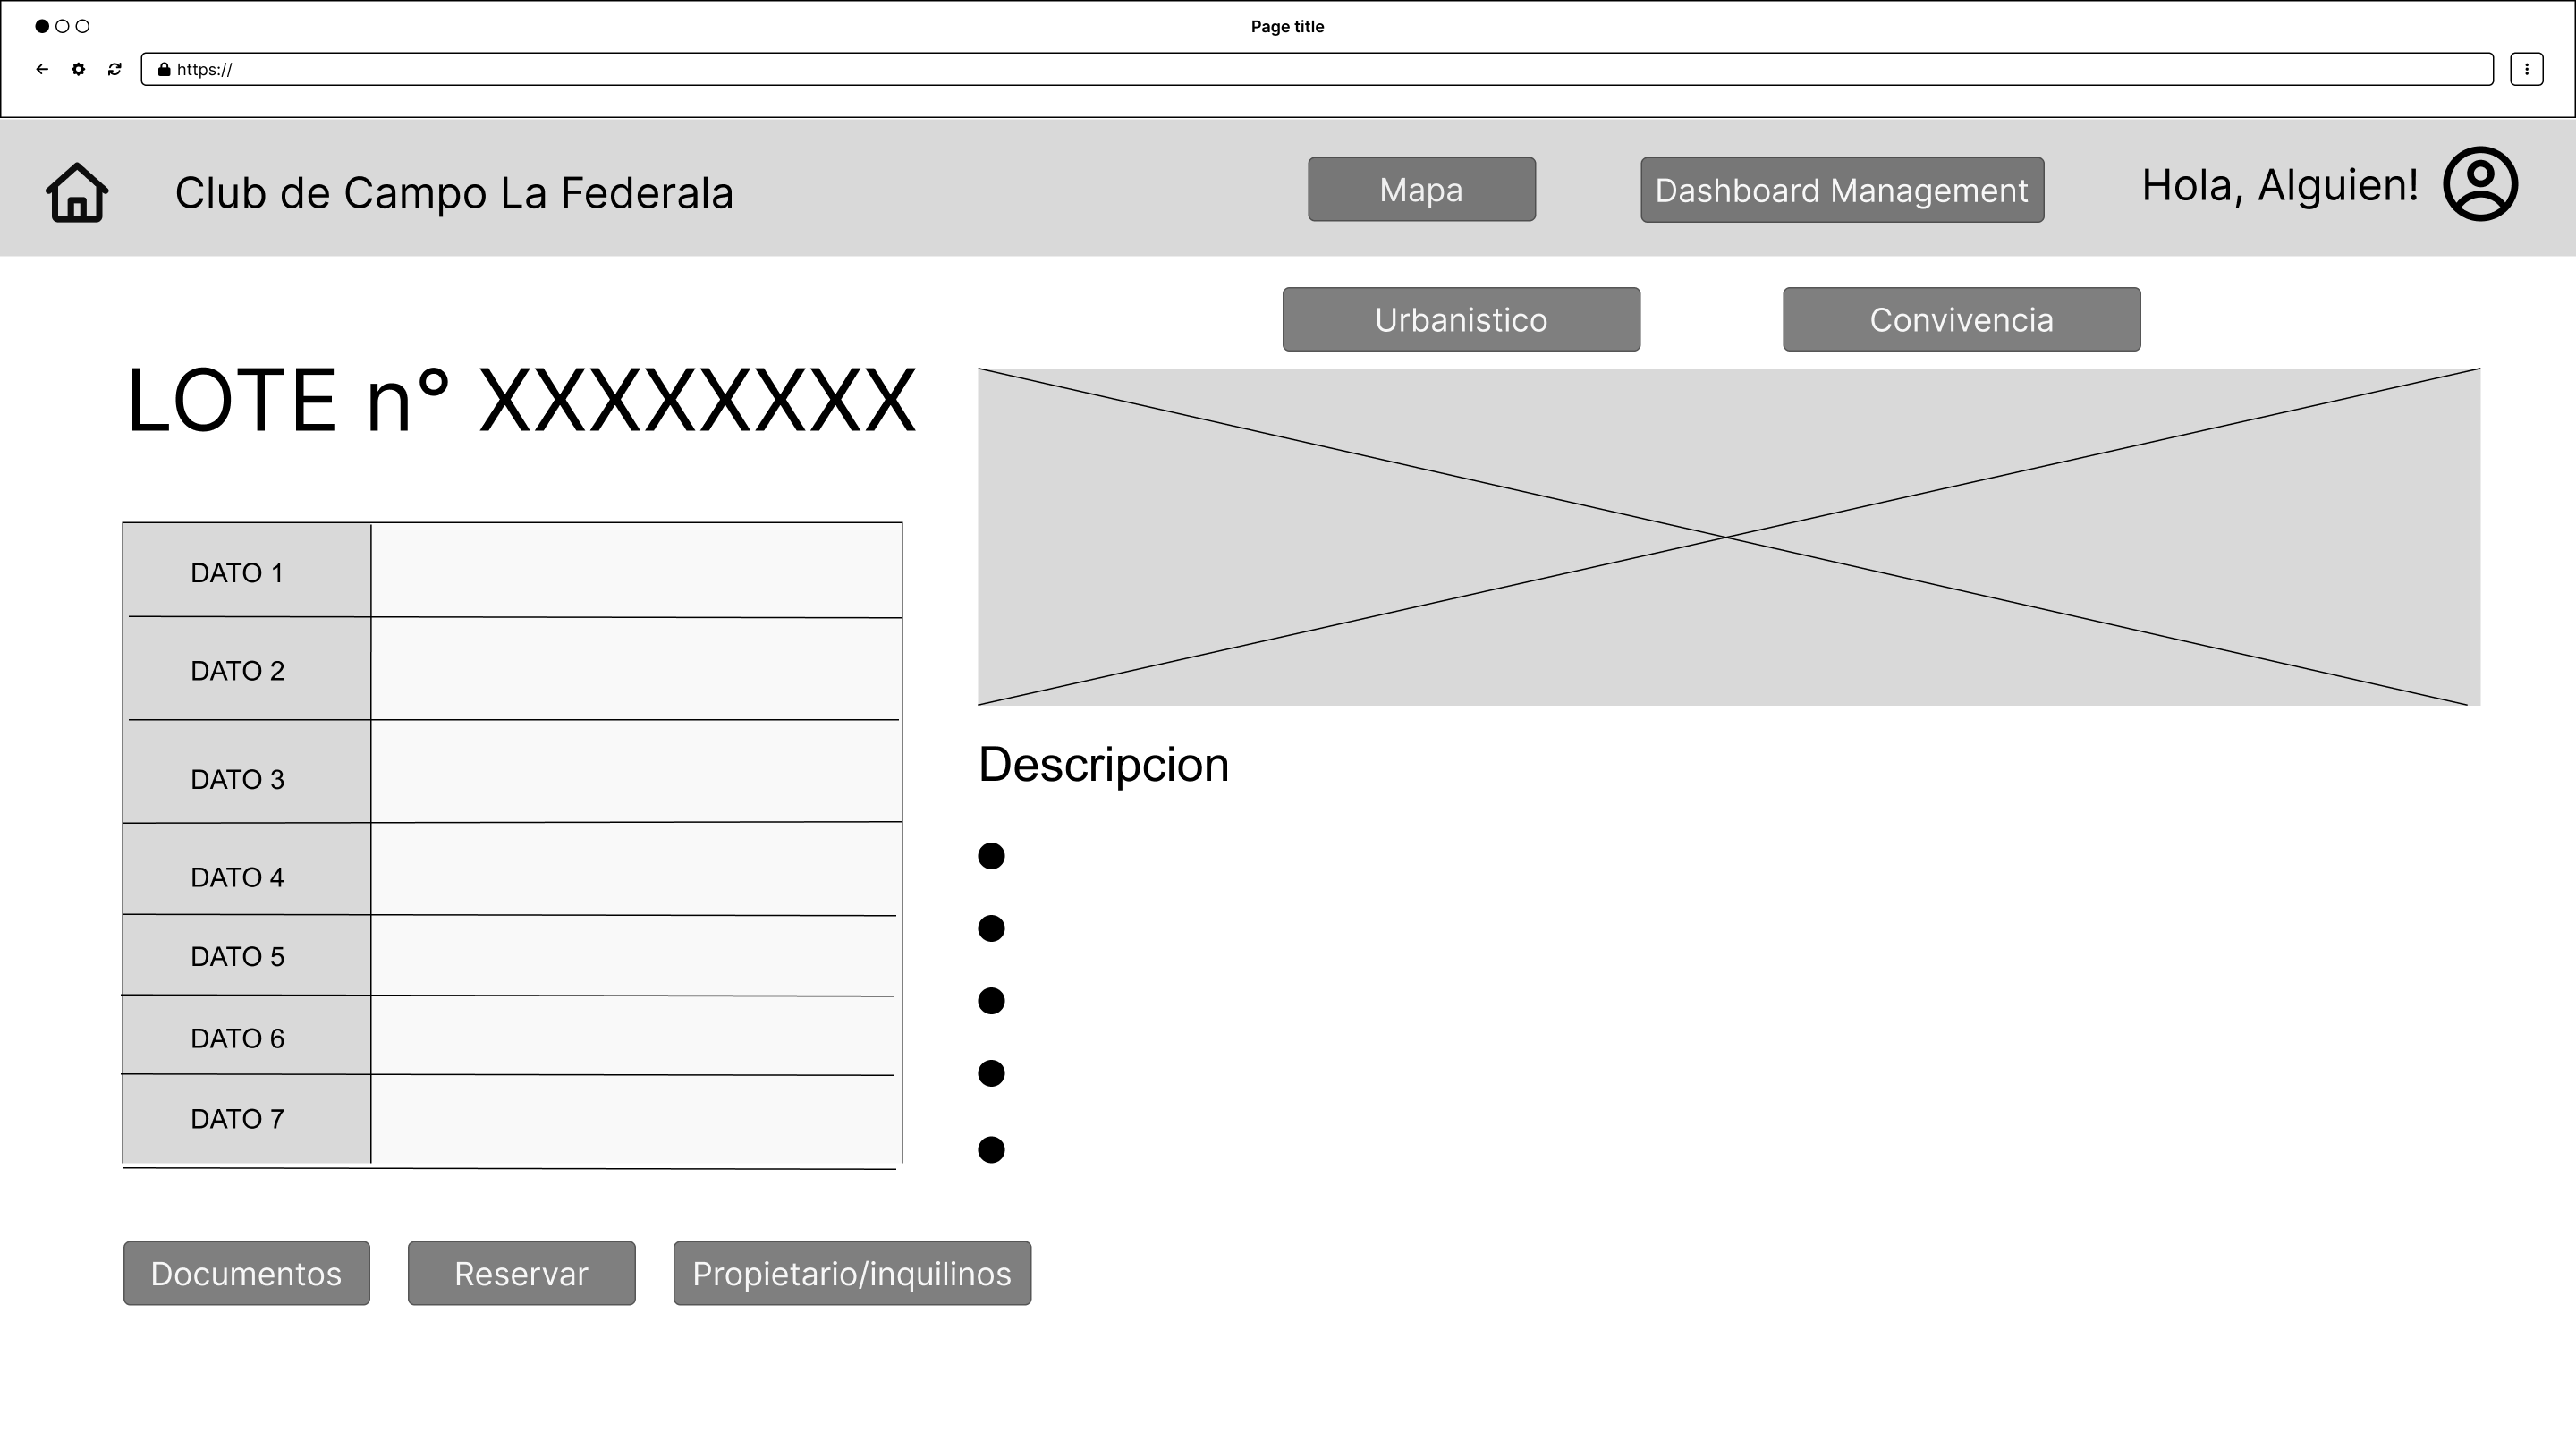 Page title
https://
Club de Campo La Federala
Mapa
Dashboard Management
Hola, Alguien!
Urbanistico
Convivencia
LOTE n° XXXXXXXX
DATO 1
DATO 2
DATO 3
DATO 4
DATO 5
DATO 6
DATO 7
Descripcion
Documentos
Reservar
Propietario/inquilinos